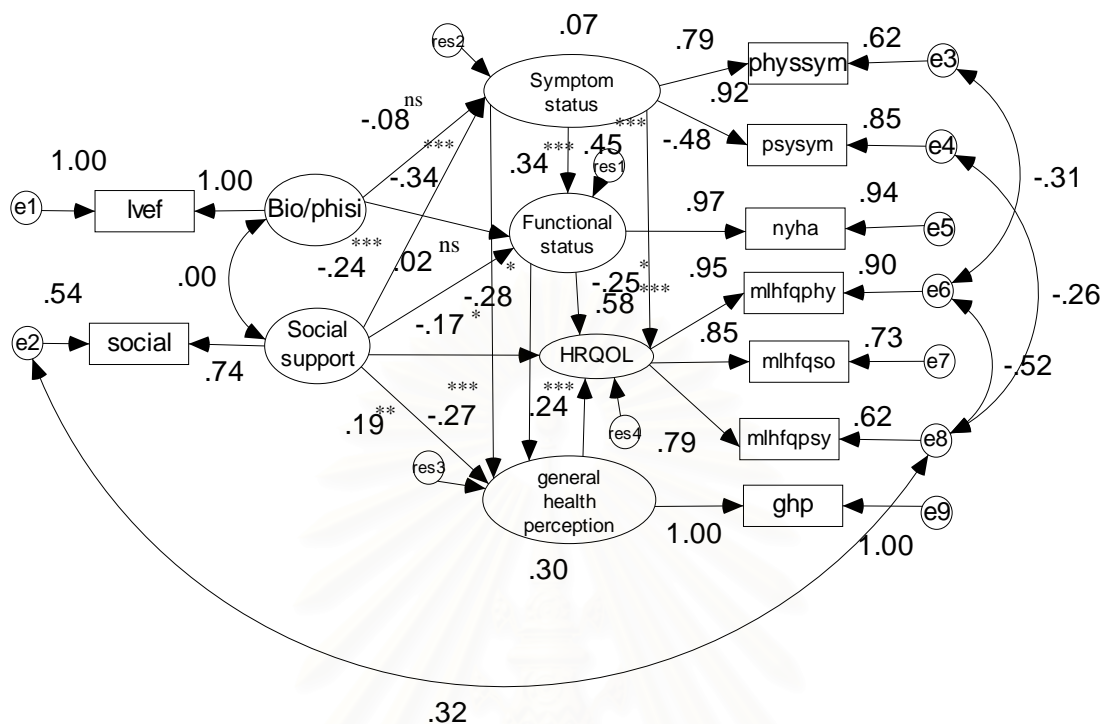 .07
res2
.79
.62
physsym
e3
Symptom
status
.92
-.08 ns
***
***
-.48
.85
psysym
e4
1.00
1.00
-.34
.34 ***
.45
res1
-.31
e1
lvef
Bio/phisi
Functional
status
.97
.94
nyha
e5
***
-.24
.02 ns
*
-.28
-.25 *
.58 ***
.95
.90
mlhfqphy
e6
-.26
.00
.54
-.17 *
e2
social
Social
support
HRQOL
.85
.73
mlhfqso
e7
-.52
.74
***
-.27
.24 ***
.19 **
res4
.79
.62
mlhfqpsy
e8
res3
general
health
perception
ghp
e9
1.00
1.00
.30
.32